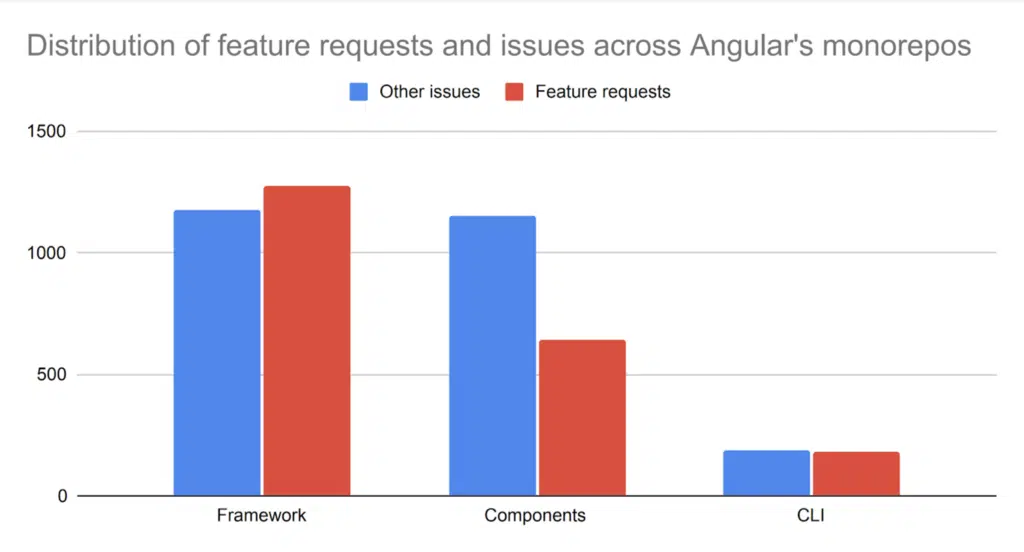 Distribution of feature requests and issues across Angular's monorepos
Other issues Feature requests
1500
1000
500
0
Framework Components CLI